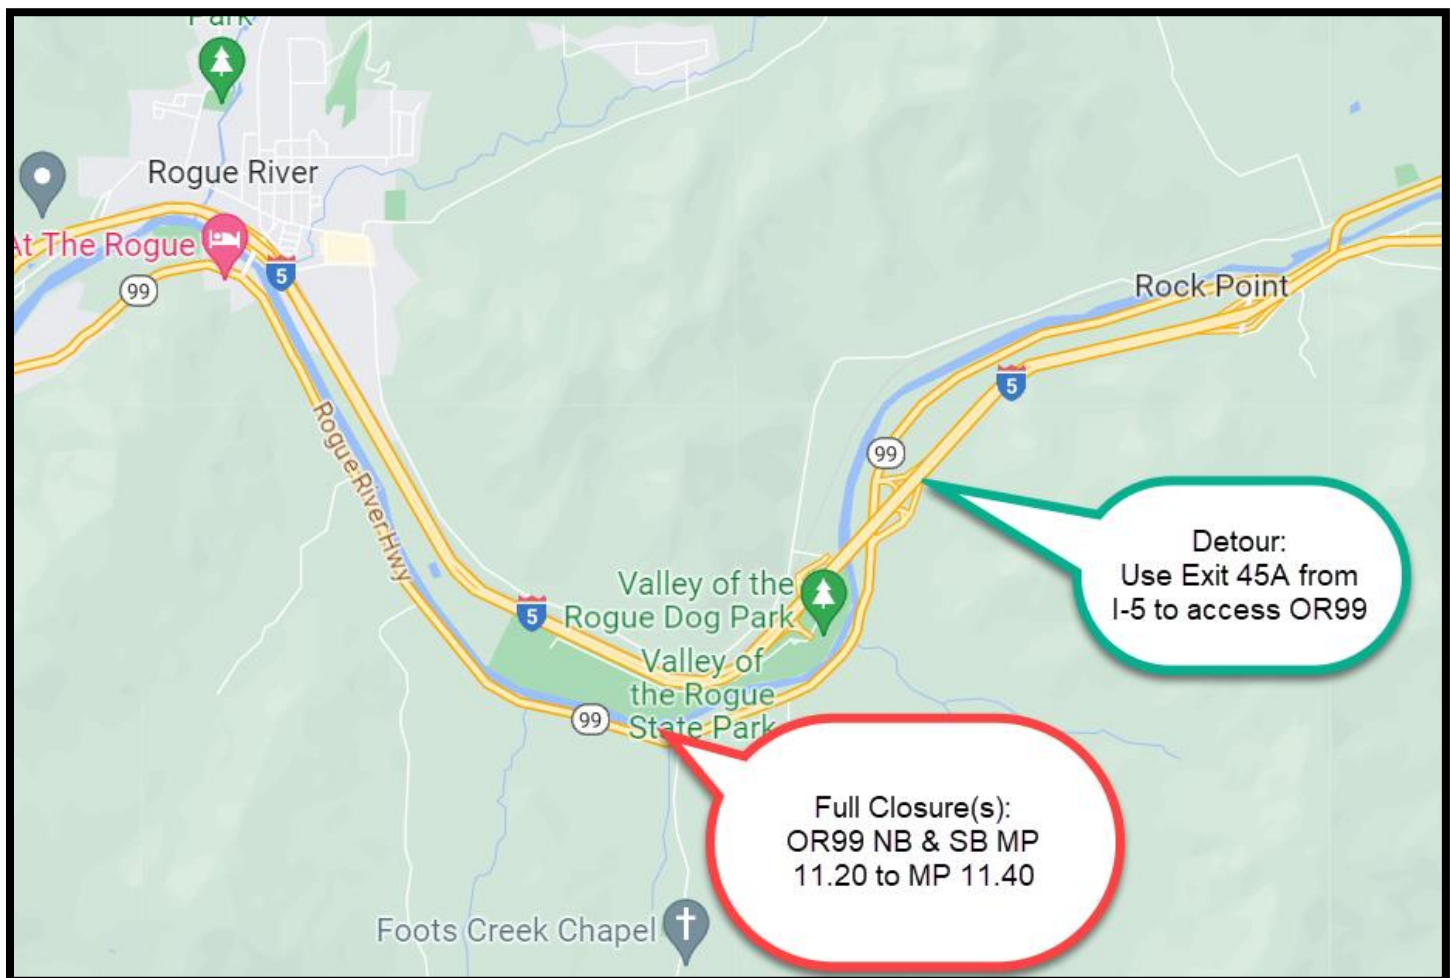 Park
Rogue River
At The Rogue
5
99
Rock Point
5
Rogue River Hwy
99
Detour:
Use Exit 45A from
I-5 to access OR99
Valley of the
Rogue Dog Park
5
Valley of
the Rogue
State Park
99
Full Closure(s):
OR99 NB & SB MP
11.20 to MP 11.40
Foots Creek Chapel